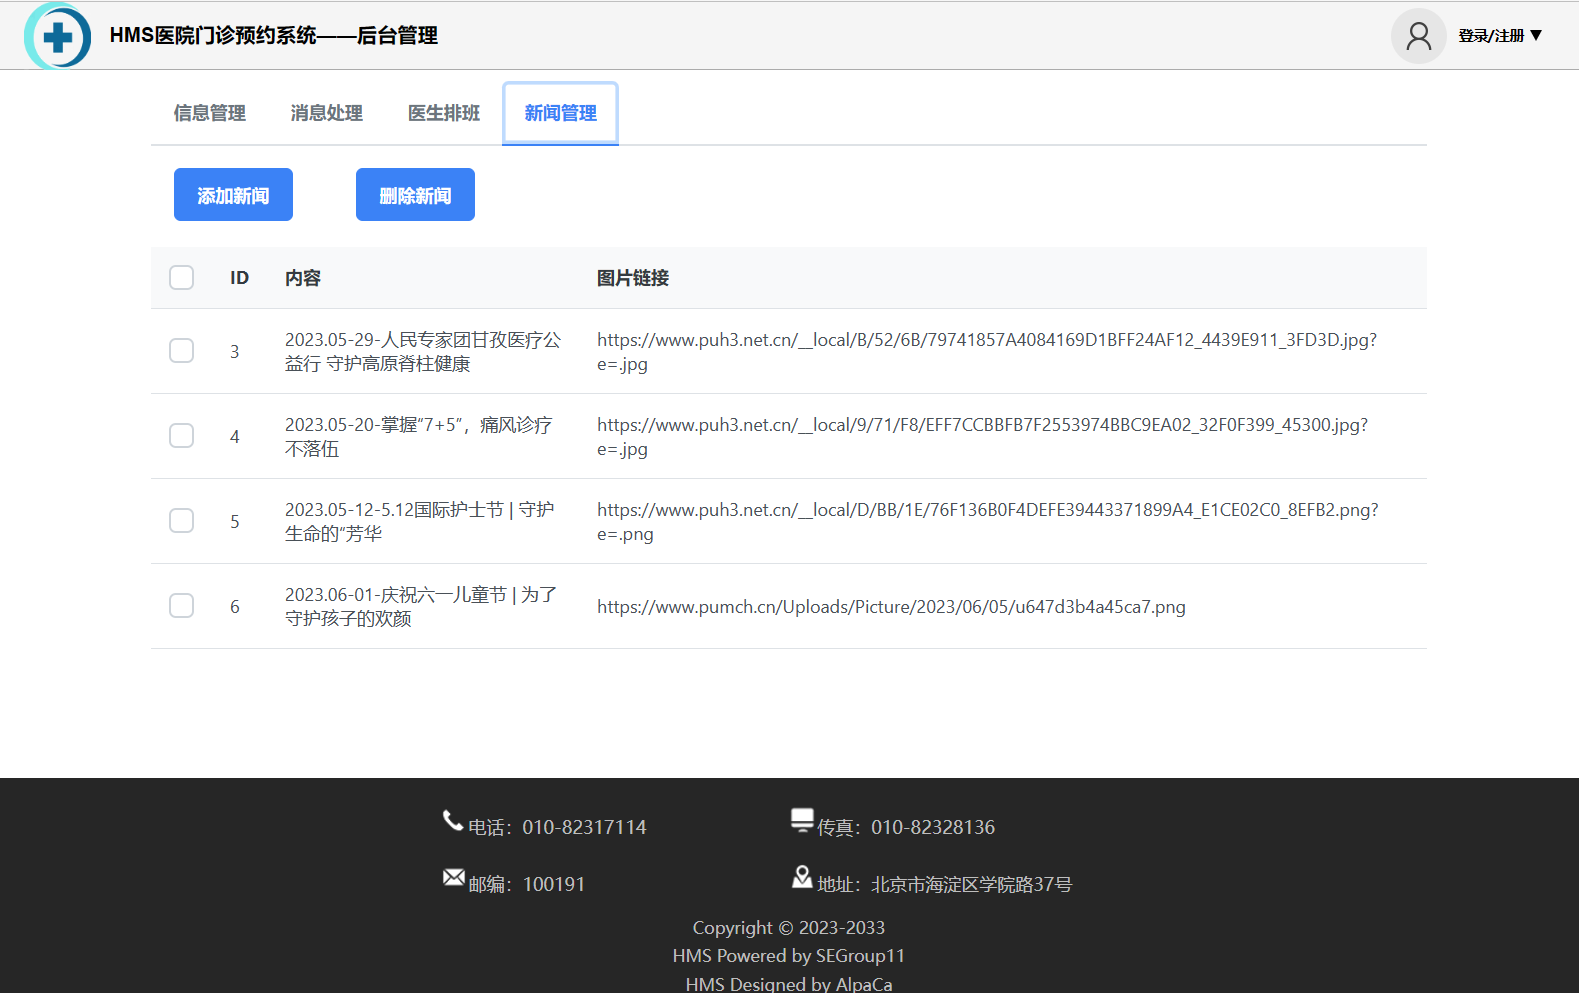 HMS医院门诊预约系统——后台管理
登录/注册 ▼
信息管理 消息处理 医生排班 新闻管理
添加新闻 删除新闻
ID 内容 图片链接
3 2023.05-29-人民专家团甘孜医疗公
益行 守护高原脊柱健康
https://www.puh3.net.cn/__local/B/52/6B/79741857A4084169D1BFF24AF12_4439E911_3FD3D.jpg?
e=.jpg
4 2023.05-20-掌握“7+5”，痛风诊疗
不落伍
https://www.puh3.net.cn/__local/9/71/F8/EFF7CCBBFB7F2553974BBC9EA02_32F0F399_45300.jpg?
e=.jpg
5 2023.05-12-5.12国际护士节 | 守护
生命的“芳华
https://www.puh3.net.cn/__local/D/BB/1E/76F136B0F4DEFE39443371899A4_E1CE02C0_8EFB2.png?
e=.png
6 2023.06-01-庆祝六一儿童节 | 为了
守护孩子的欢颜
https://www.pumch.cn/Uploads/Picture/2023/06/05/u647d3b4a45ca7.png
电话：010-82317114
传真：010-82328136
邮编：100191
地址：北京市海淀区学院路37号
Copyright © 2023-2033
HMS Powered by SEGroup11
HMS Designed by AlpaCa